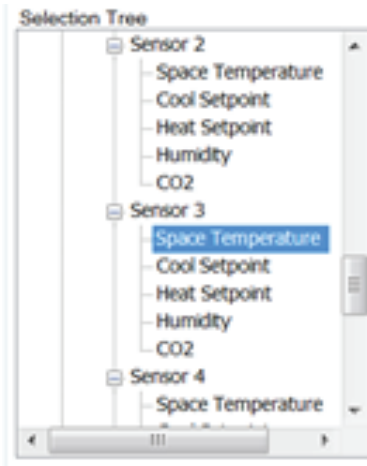 Selection Tree
Sensor 2
Space Temperature
Cool Setpoint
Heat Setpoint
Humidity
CO2
Sensor 3
Space Temperature
Cool Setpoint
Heat Setpoint
Humidity
CO2
Sensor 4
Space Temperature